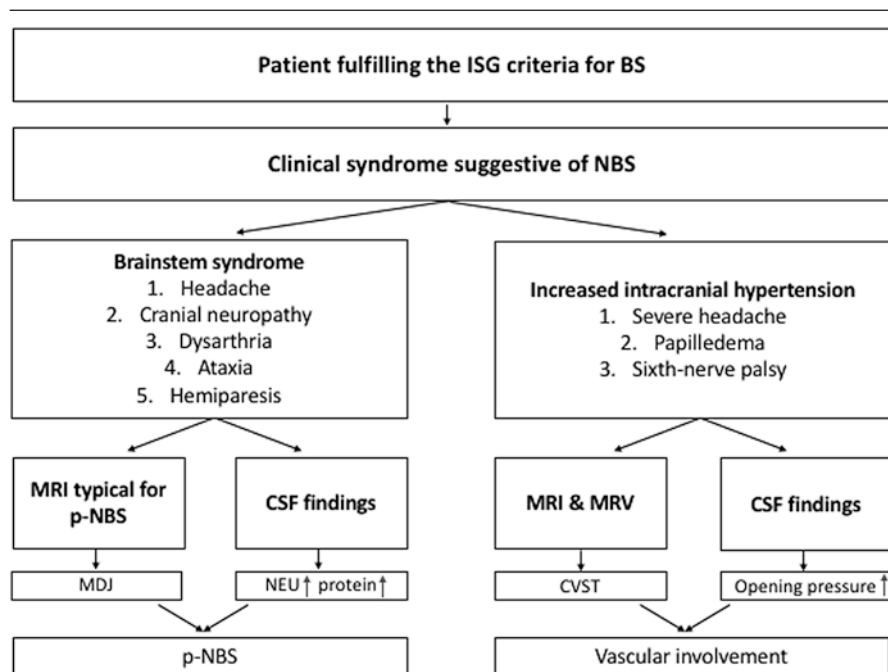 Patient fulfilling the ISG criteria for BS
Clinical syndrome suggestive of NBS
Brainstem syndrome
1. Headache
2. Cranial neuropathy
3. Dysarthria
4. Ataxia
5. Hemiparesis
Increased intracranial hypertension
1. Severe headache
2. Papilledema
3. Sixth-nerve palsy
MRI typical for
p-NBS
CSF findings
MRI & MRV
CSF findings
MDJ
NEU↑ protein↑
CVST
Opening pressure↑
p-NBS
Vascular involvement